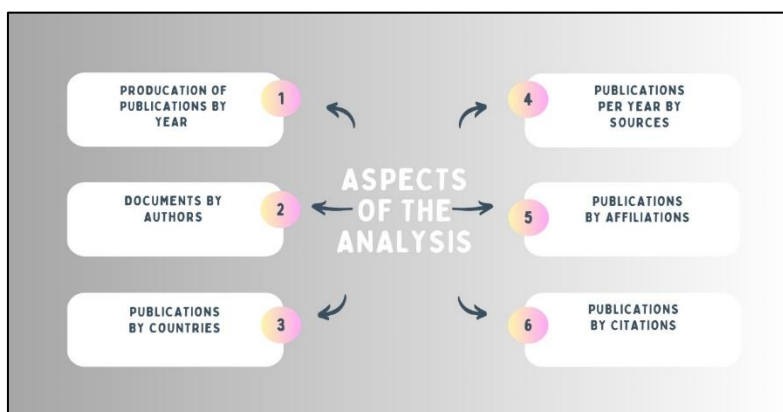 PRODUCATION OF
PUBLICATIONS BY
YEAR
1
DOCUMENTS BY
AUTHORS
2
PUBLICATIONS
BY COUNTRIES
3
ASPECTS
OF THE
ANALYSIS
4
PUBLICATIONS
PER YEAR BY
SOURCES
5
PUBLICATIONS
BY AFFILIATIONS
6
PUBLICATIONS
BY CITATIONS